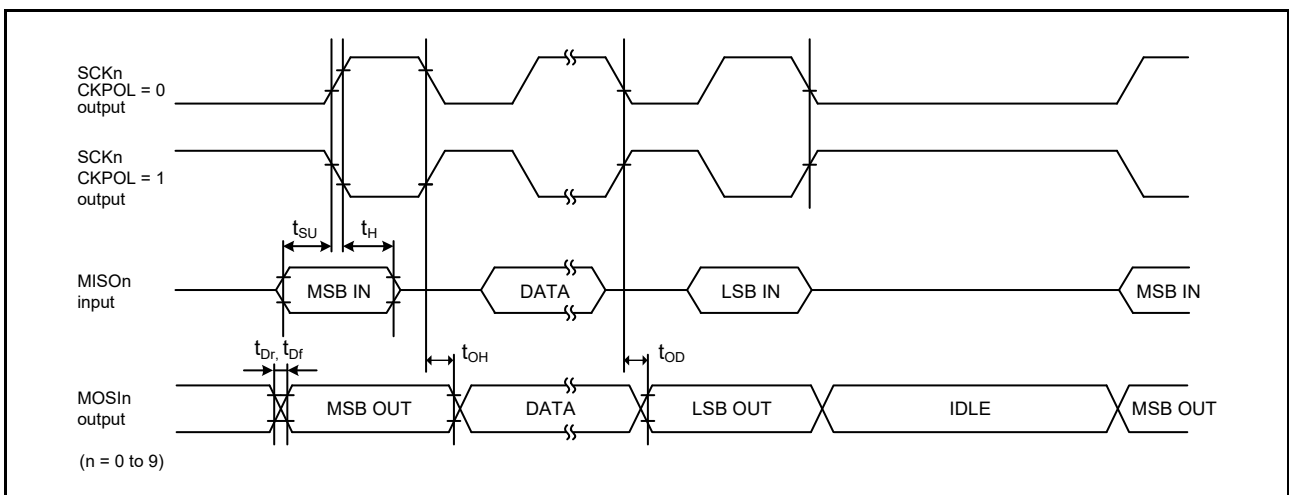 SCKn
CKPOL = 0
output
SCKn
CKPOL = 1
output
tSU
tH
MISOn
input
MSB IN
DATA
LSB IN
MSB IN
tDr, tDf
tOH
tOD
MOSIn
output
MSB OUT
DATA
LSB OUT
IDLE
MSB OUT
(n = 0 to 9)